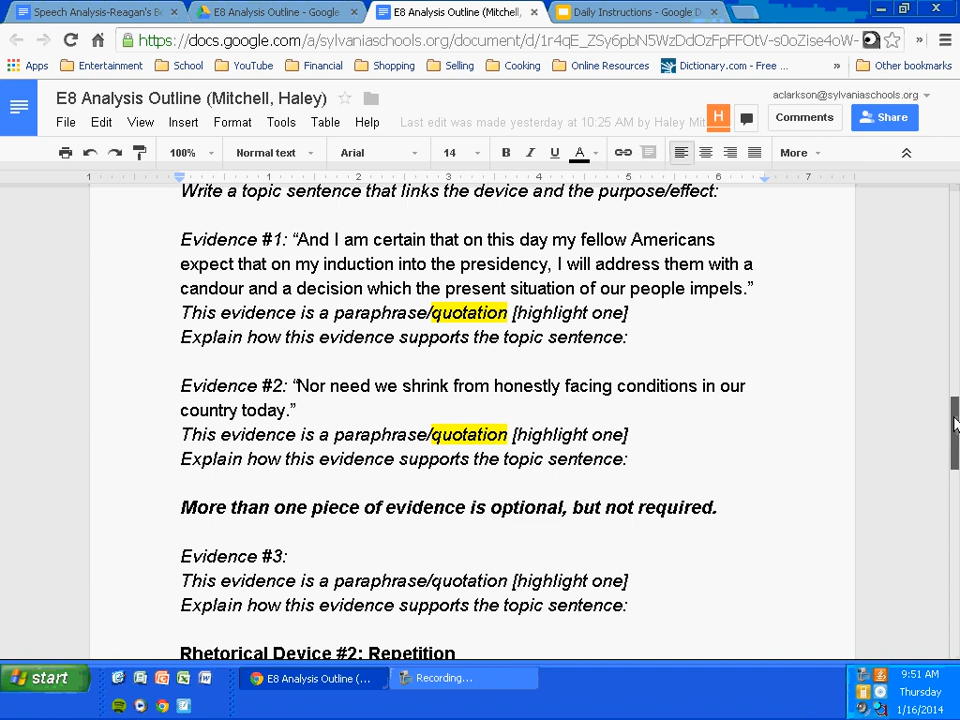 Speech Analysis-Reagan's B
E8 Analysis Outline - Google
E8 Analysis Outline (Mitchell,
Daily Instructions - Google D
https://docs.google.com/a/sylvaniaschools.org/document/d/1r4qE_ZSy6pbN5WzDdOzFpFFOtV-s0oZise4oW-
Apps Entertainment School YouTube Financial Shopping Selling Cooking Online Resources Dictionary.com - Free ... » Other bookmarks
E8 Analysis Outline (Mitchell, Haley)
aclarkson@sylvaniaschools.org
File Edit View Insert Format Tools Table Help Last edit was made yesterday at 10:25 AM by Haley Mit
H
Comments
Share
100% Normal text Arial 14 B I U A More
1 1 2 3 4 5 6 7
Write a topic sentence that links the device and the purpose/effect:
Evidence #1: “And I am certain that on this day my fellow Americans
expect that on my induction into the presidency, I will address them with a
candour and a decision which the present situation of our people impels.”
This evidence is a paraphrase/quotation [highlight one]
Explain how this evidence supports the topic sentence:
Evidence #2: “Nor need we shrink from honestly facing conditions in our
country today.”
This evidence is a paraphrase/quotation [highlight one]
Explain how this evidence supports the topic sentence:
More than one piece of evidence is optional, but not required.
Evidence #3:
This evidence is a paraphrase/quotation [highlight one]
Explain how this evidence supports the topic sentence:
Rhetorical Device #2: Repetition
start
E8 Analysis Outline (...
Recording...
9:51 AM
Thursday
1/16/2014